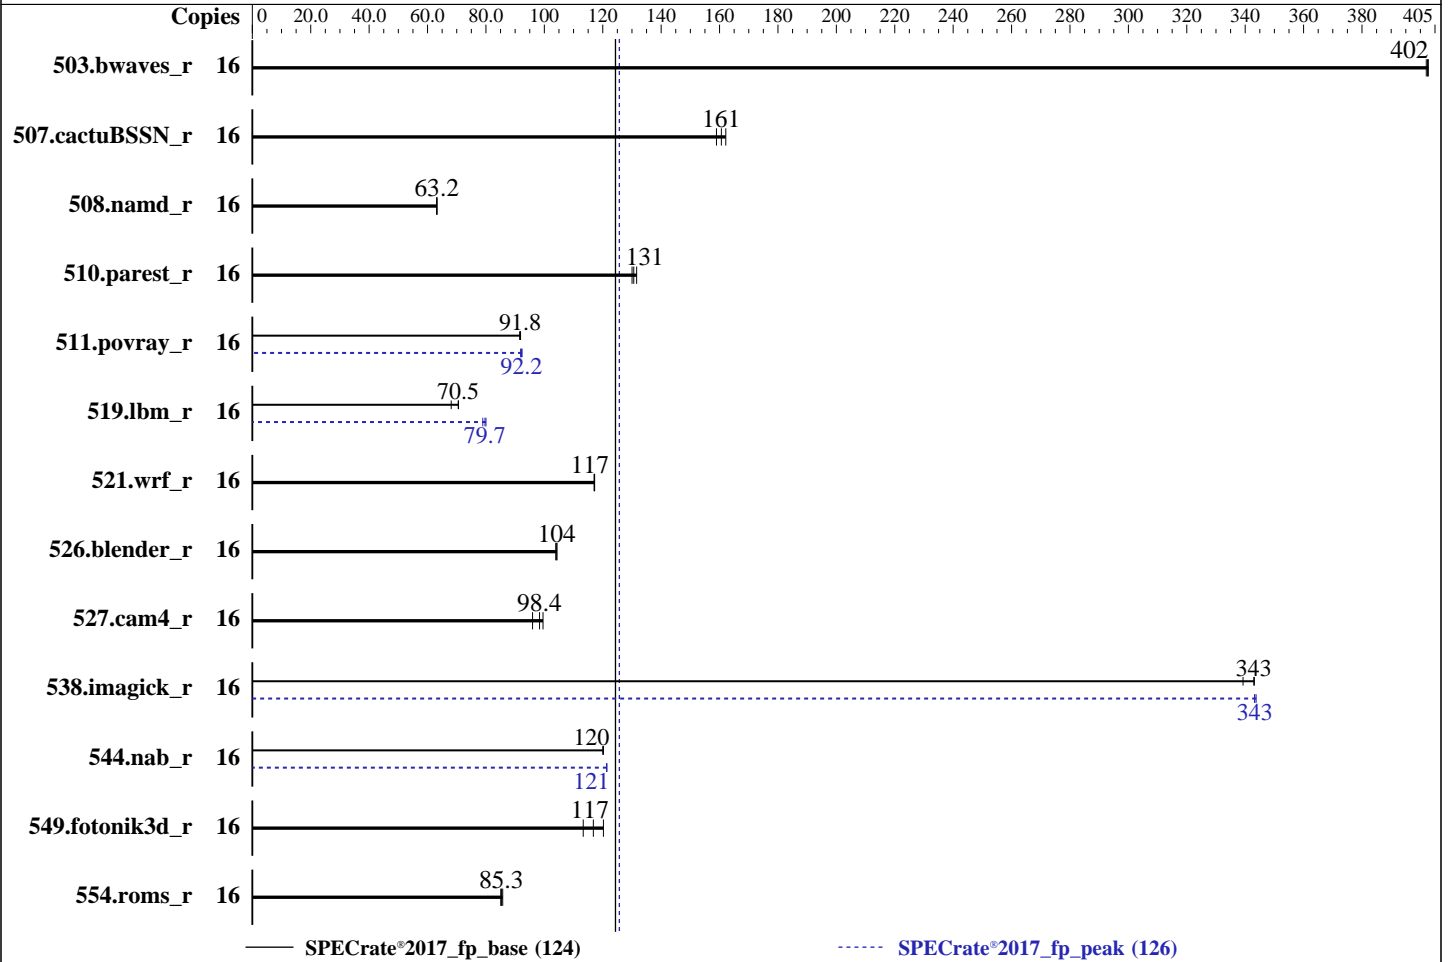 Copies 0 20.0 40.0 60.0 80.0 100 120 140 160 180 200 220 240 260 280 300 320 340 360 380 405
503.bwaves_r 16 402
507.cactuBSSN_r 16 161
508.namd_r 16 63.2
510.parest_r 16 131
511.povray_r 16 91.8
92.2
519.lbm_r 16 70.5
79.7
521.wrf_r 16 117
526.blender_r 16 104
527.cam4_r 16 98.4
538.imagick_r 16 343
343
544.nab_r 16 120
121
549.fotonik3d_r 16 117
554.roms_r 16 85.3
SPECrate®2017_fp_base (124) SPECrate®2017_fp_peak (126)